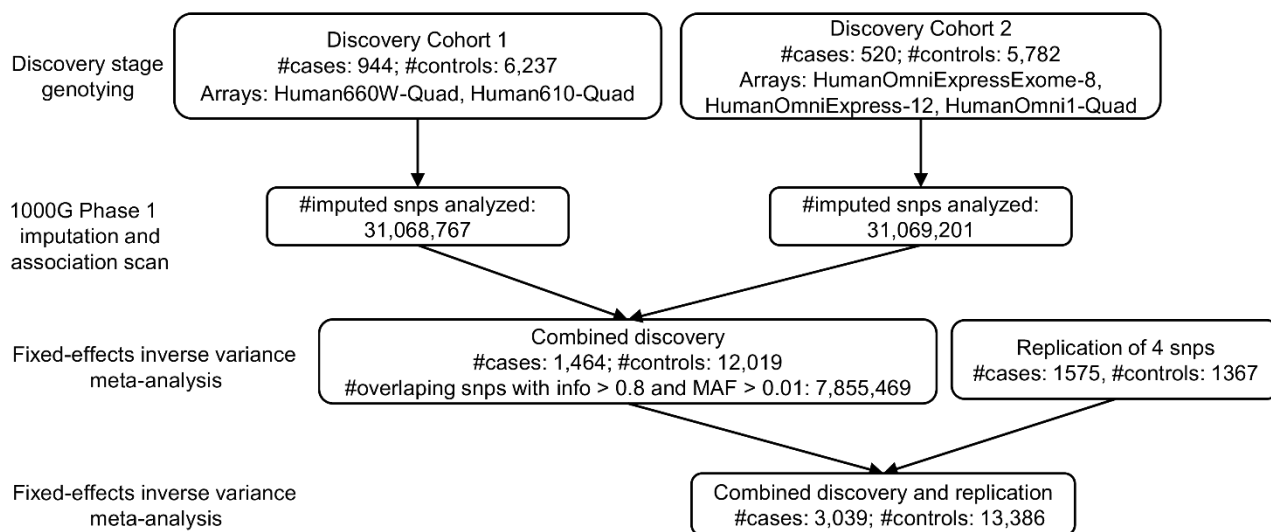 Discovery stage
genotying
Discovery Cohort 1
#cases: 944; #controls: 6,237
Arrays: Human660W-Quad, Human610-Quad
Discovery Cohort 2
#cases: 520; #controls: 5,782
Arrays: HumanOmniExpressExome-8,
HumanOmniExpress-12, HumanOmni1-Quad
1000G Phase 1
imputation and
association scan
#imputed snps analyzed:
31,068,767
#imputed snps analyzed:
31,069,201
Fixed-effects inverse variance
meta-analysis
Combined discovery
#cases: 1,464; #controls: 12,019
#overlaping snps with info > 0.8 and MAF > 0.01: 7,855,469
Replication of 4 snps
#cases: 1575, #controls: 1367
Fixed-effects inverse variance
meta-analysis
Combined discovery and replication
#cases: 3,039; #controls: 13,386